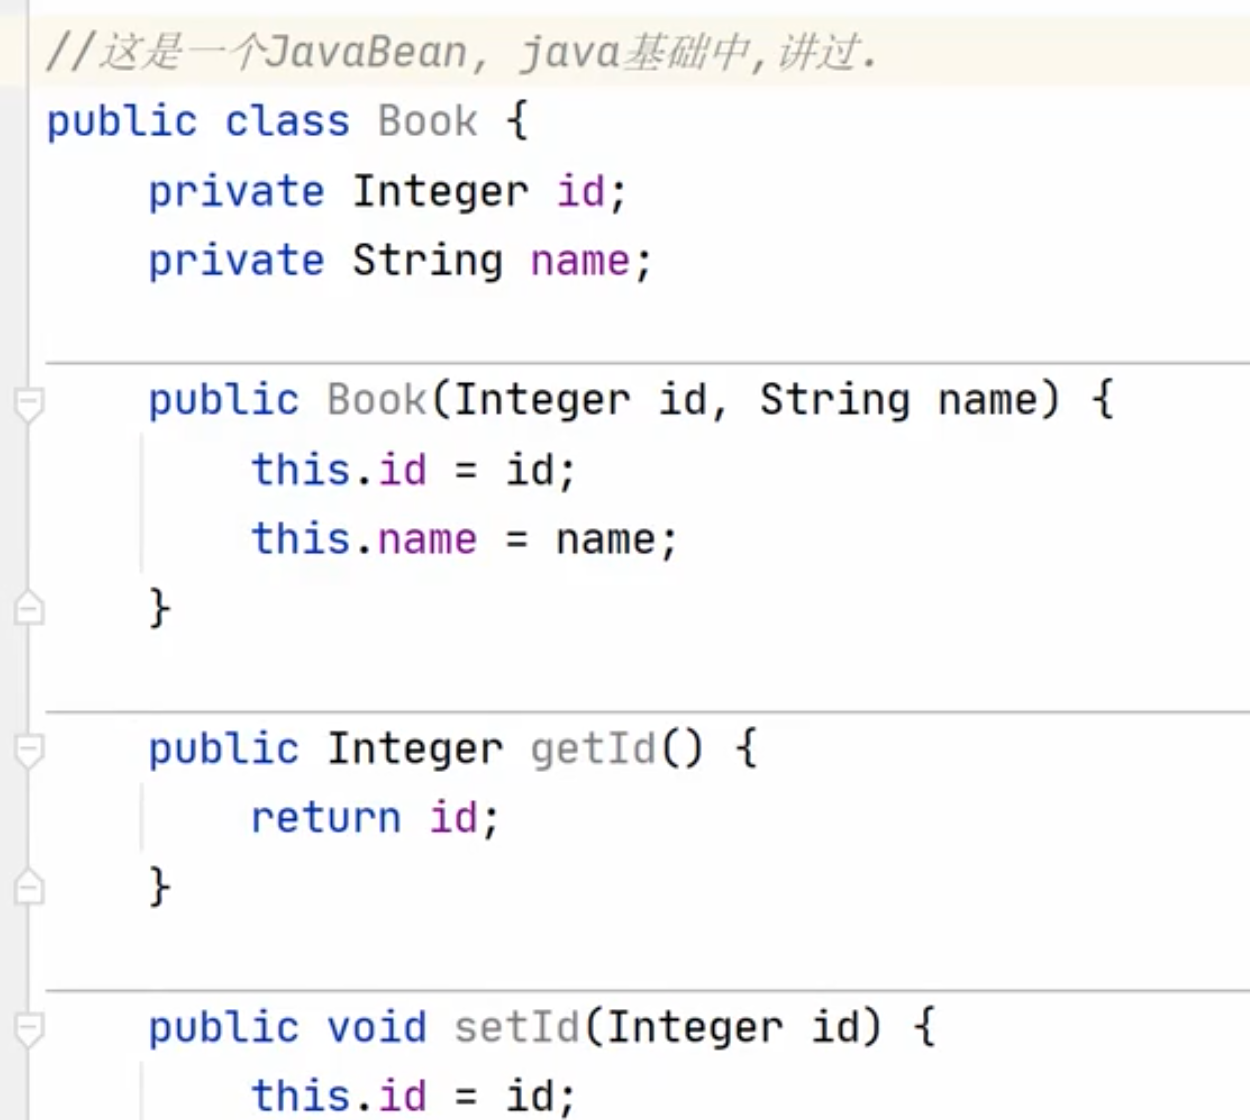 //这是一个JavaBean, java基础中,讲过.
public class Book {
private Integer id;
private String name;
public Book(Integer id, String name) {
this.id = id;
this.name = name;
}
public Integer getId() {
return id;
}
public void setId(Integer id) {
this.id = id;